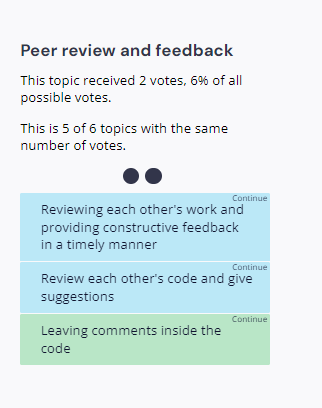 Peer review and feedback
This topic received 2 votes, 6% of all
possible votes.
This is 5 of 6 topics with the same
number of votes.
Continue
Reviewing each other's work and
providing constructive feedback
in a timely manner
Continue
Review each other's code and give
suggestions
Continue
Leaving comments inside the
code